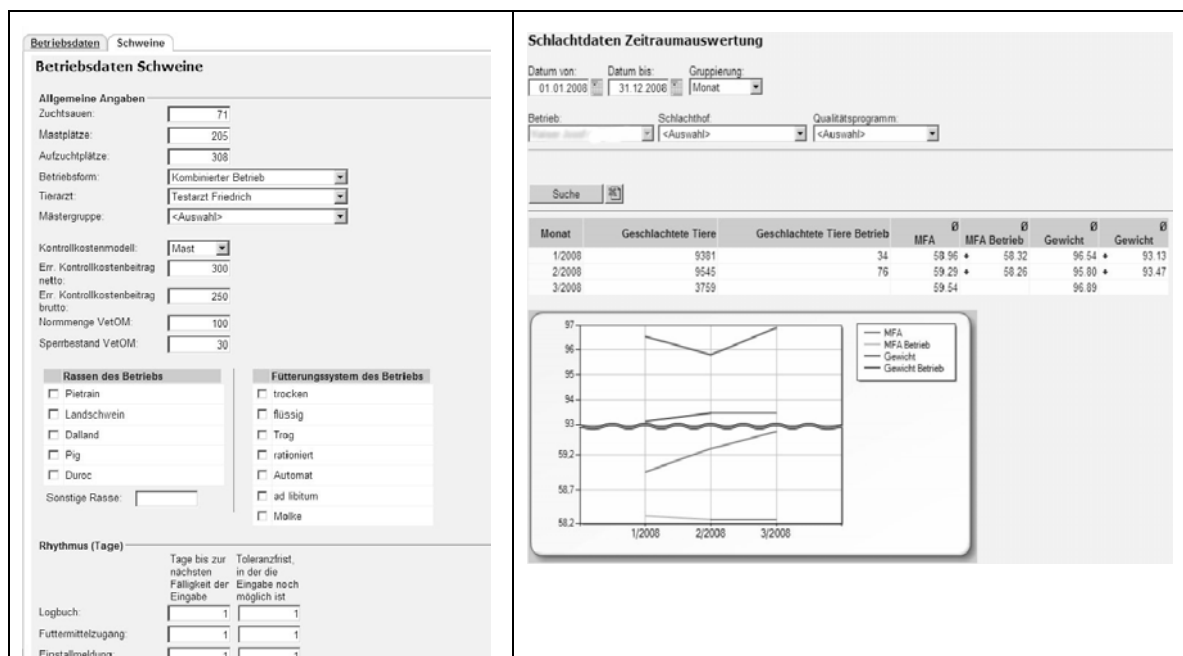 Betriebsdaten Schweine
Betriebsdaten Schweine
Allgemeine Angaben
Zuchtsauen: 71
Mastplätze: 205
Aufzuchtplätze: 308
Betriebsform: Kombinierter Betrieb
Tierarzt: Testarzt Friedrich
Mästergruppe: <Auswahl>
Kontrollkostenmodell: Mast
Err. Kontrollkostenbeitrag 300
netto:
Err. Kontrollkostenbeitrag 250
brutto:
Normmenge VetOM: 100
Sperrbestand VetOM: 30
Rassen des Betriebs
Pietrain
Landschwein
Dalland
Pig
Duroc
Sonstige Rasse:
Fütterungssystem des Betriebs
trocken
flüssig
Trog
rationiert
Automat
ad libitum
Molke
Rhythmus (Tage)
Tage bis zur
nächsten
Fälligkeit der
Eingabe
Toleranzfrist,
in der die
Eingabe noch
möglich ist
Logbuch: 1 1
Futtermittelzugang: 1 1
Einstallmeldung: 1 1
Schlachtdaten Zeitraumauswertung
Datum von: Datum bis: Gruppierung:
01.01.2008 31.12.2008 Monat
Betrieb: Schlachthof: Qualitätsprogramm:
<Auswahl> <Auswahl>
Suche
Monat Geschlachtete Tiere Geschlachtete Tiere Betrieb Ø MFA Ø MFA Betrieb Ø Gewicht Ø Gewicht
1/2008 9381 34 58.96 58.32 96.54 93.13
2/2008 9545 76 59.29 58.26 95.80 93.47
3/2008 3759 59.54 96.89
97
96
95
94
93
59.2
58.7
58.2
1/2008 2/2008 3/2008
MFA
MFA Betrieb
Gewicht
Gewicht Betrieb